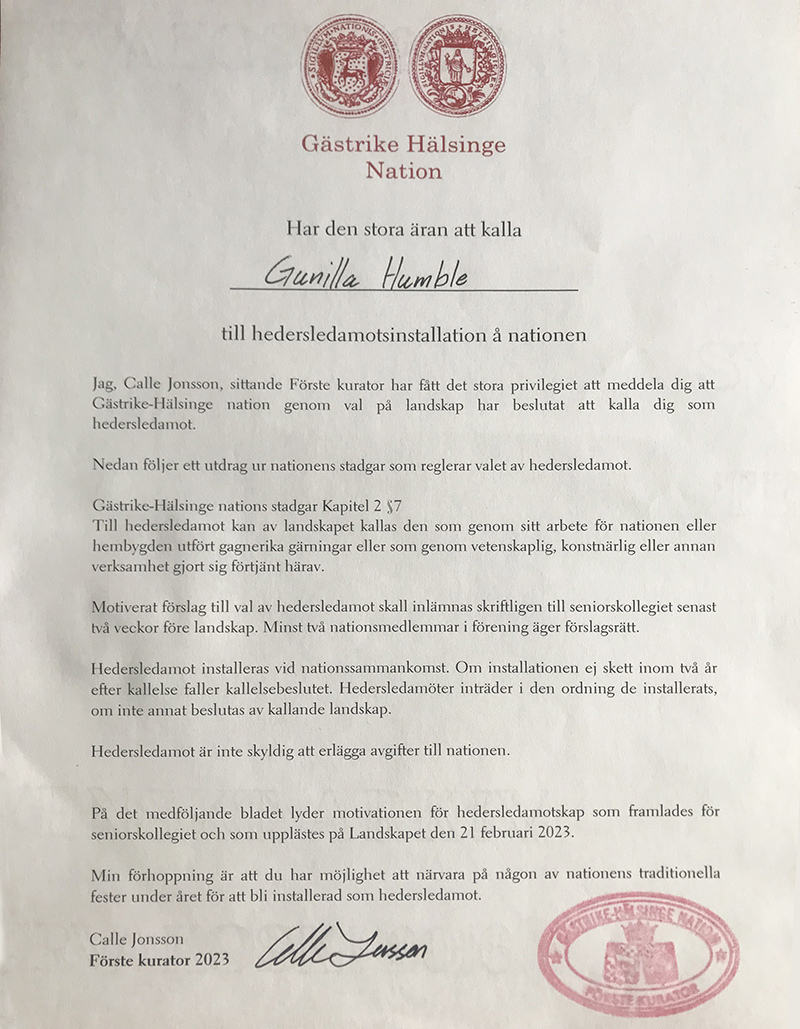 SIGILLUM NATIONIS
SIGILLUM NATIONIS HELSINGICAE
Gästrike Hälsinge
Nation
Har den stora äran att kalla
Gunilla Humble
till hedersledamotsinstallation å nationen
Jag, Calle Jonsson, sittande Förste kurator har fått det stora privilegiet att meddela dig att
Gästrike-Hälsinge nation genom val på landskap har beslutat att kalla dig som
hedersledamot.
Nedan följer ett utdrag ur nationens stadgar som reglerar valet av hedersledamot.
Gästrike-Hälsinge nations stadgar Kapitel 2 §7
Till hedersledamot kan av landskapet kallas den som genom sitt arbete för nationen eller
hembygden utfört gagnerika gärningar eller som genom vetenskaplig, konstnärlig eller annan
verksamhet gjort sig förtjänt härav.
Motiverat förslag till val av hedersledamot skall inlämnas skriftligen till seniorskollegiet senast
två veckor före landskap. Minst två nationsmedlemmar i förening äger förslagsrätt.
Hedersledamot installeras vid nationssammankomst. Om installationen ej skett inom två år
efter kallelse faller kallelsebeslutet. Hedersledamöter inträder i den ordning de installerats,
om inte annat beslutas av kallande landskap.
Hedersledamot är inte skyldig att erlägga avgifter till nationen.
På det medföljande bladet lyder motivationen för hedersledamotskap som framlades för
seniorskollegiet och som upplästes på Landskapet den 21 februari 2023.
Min förhoppning är att du har möjlighet att närvara på någon av nationens traditionella
fester under året för att bli installerad som hedersledamot.
Calle Jonsson
Förste kurator 2023
Calle Jonsson
GÄSTRIKE-HÄLSINGE NATION
FÖRSTE KURATOR